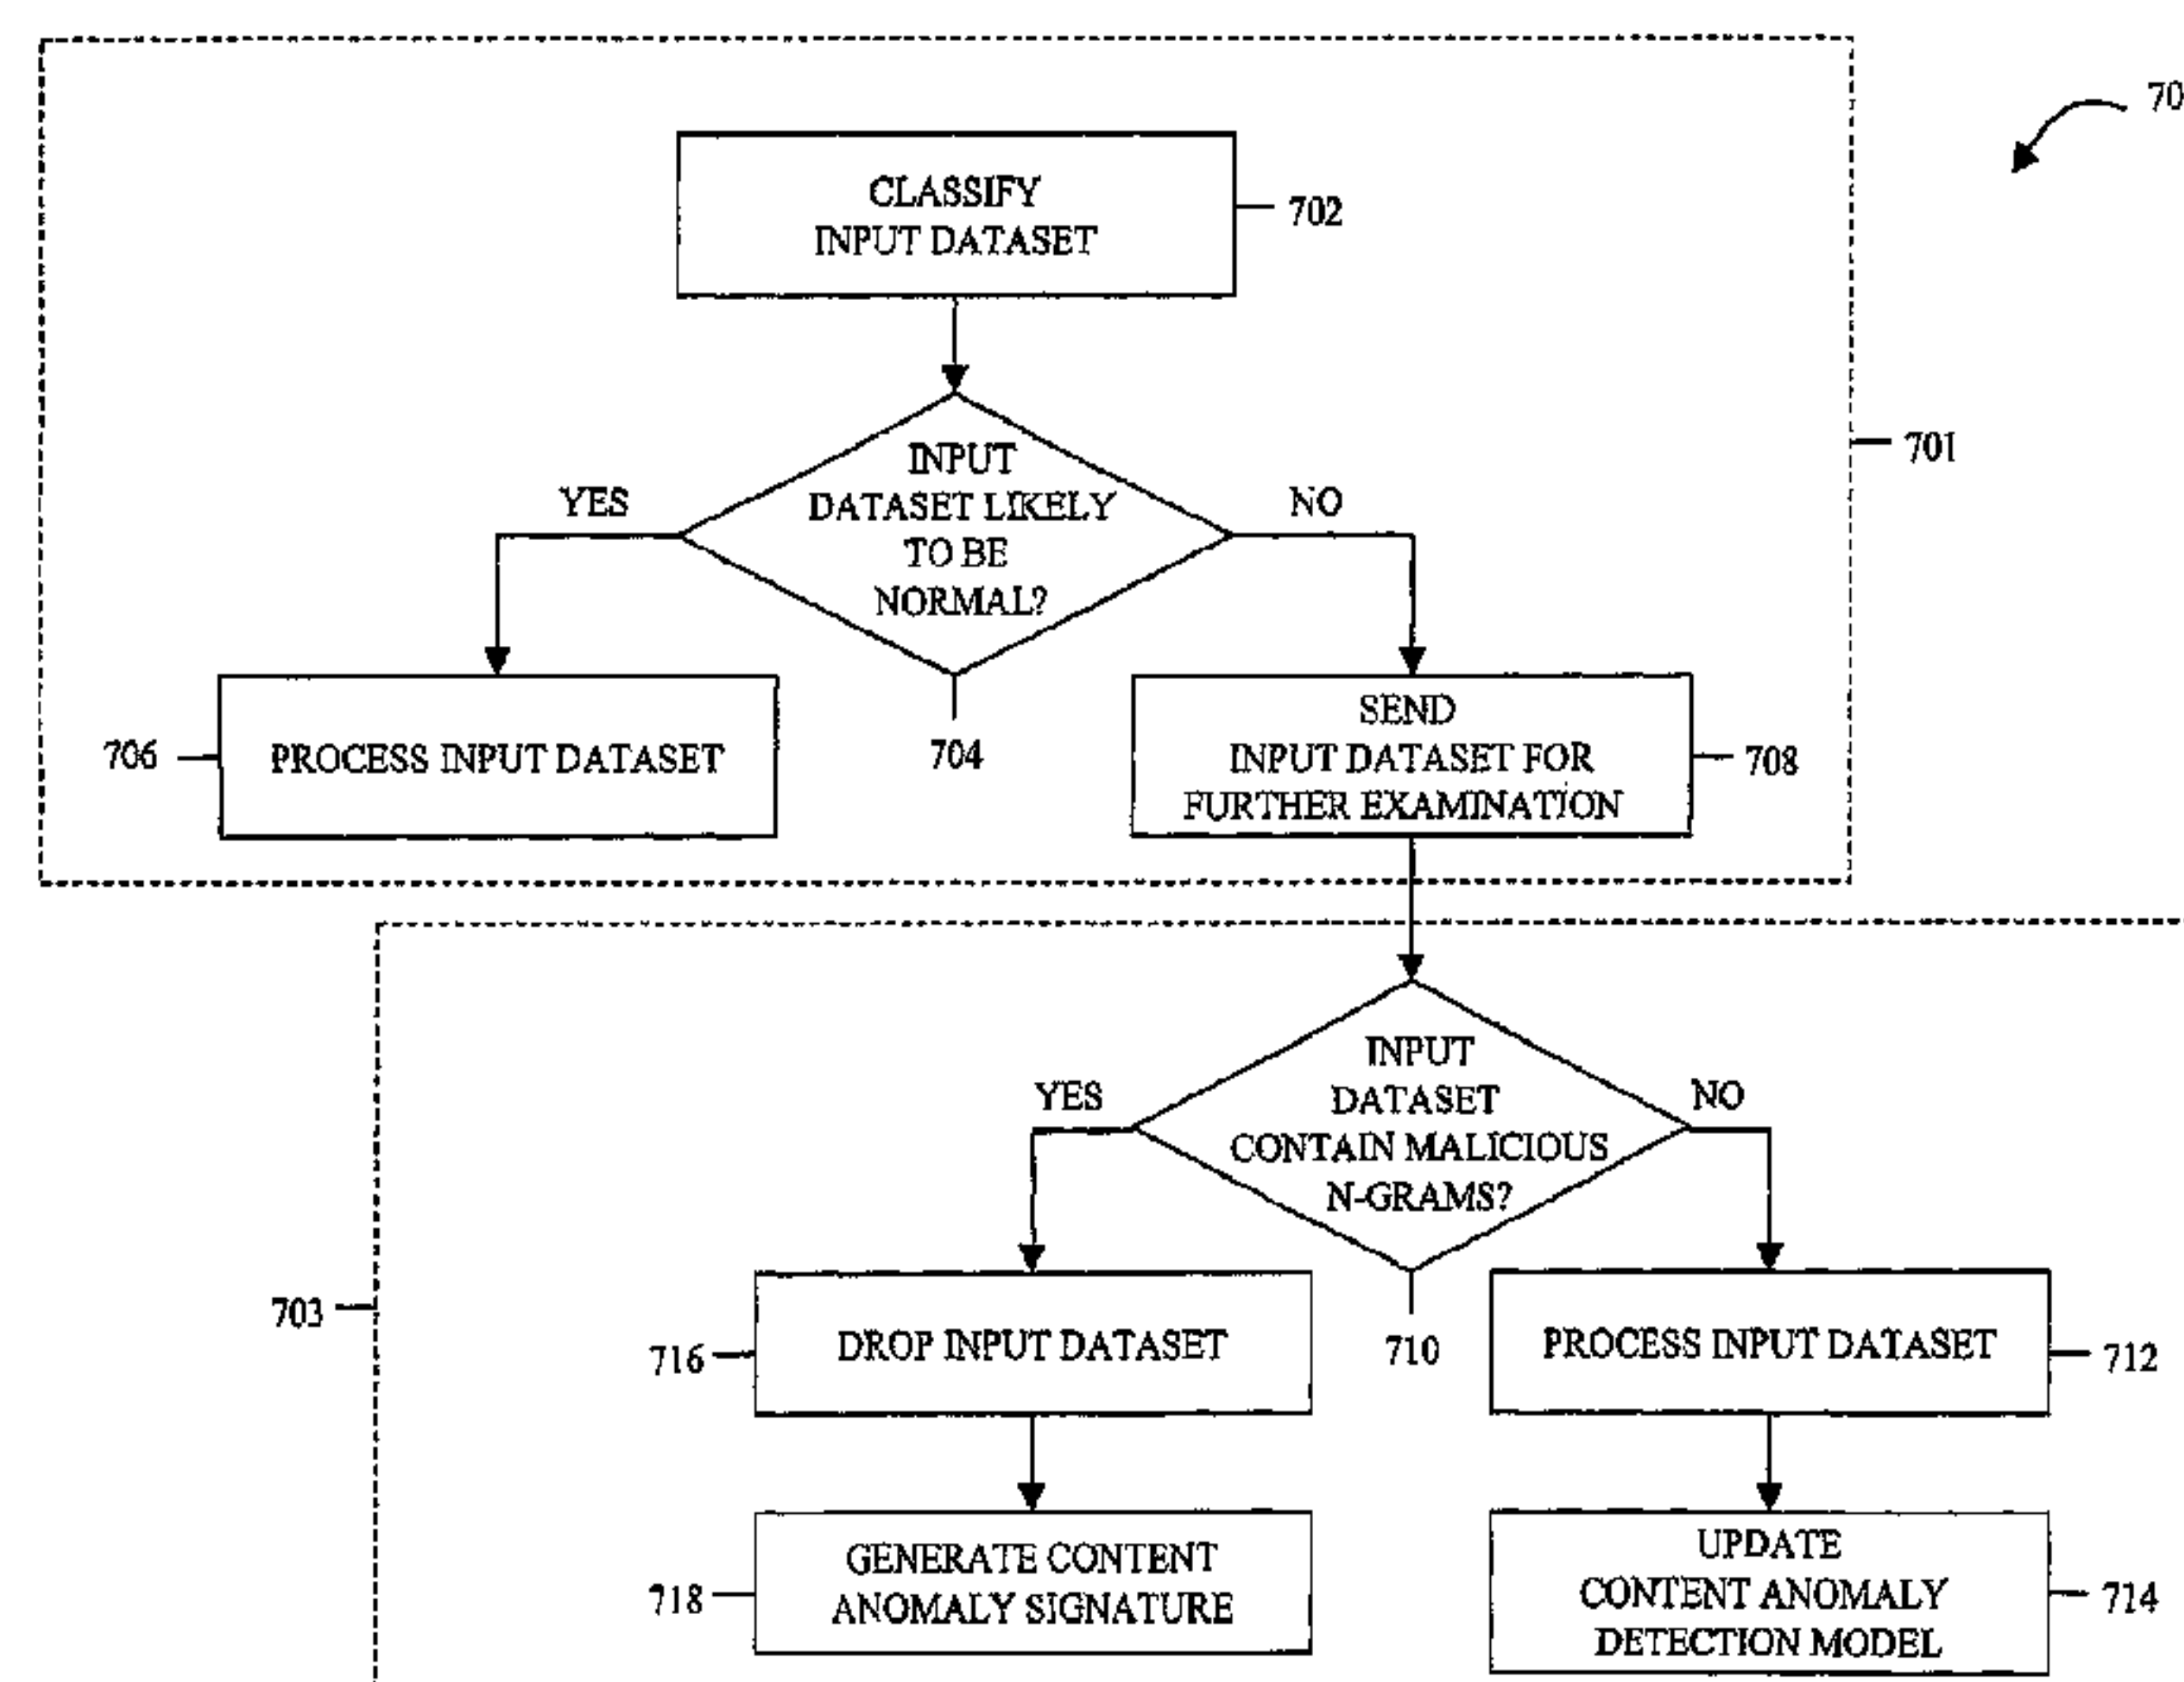 70
CLASSIFY
INPUT DATASET
702
INPUT
DATASET LIKELY
TO BE
NORMAL?
YES
NO
701
706
PROCESS INPUT DATASET
704
SEND
INPUT DATASET FOR
FURTHER EXAMINATION
708
INPUT
DATASET
CONTAIN MALICIOUS
N-GRAMS?
YES
NO
703
716
DROP INPUT DATASET
710
PROCESS INPUT DATASET
712
718
GENERATE CONTENT
ANOMALY SIGNATURE
UPDATE
CONTENT ANOMALY
DETECTION MODEL
714